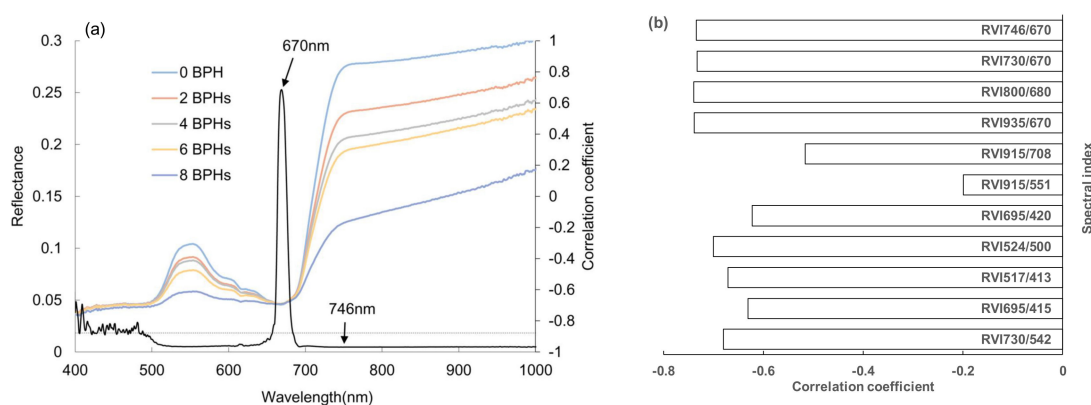 (a)
0.3
0.25
0.2
0.15
0.1
0.05
0
Reflectance
0 BPH
2 BPHs
4 BPHs
6 BPHs
8 BPHs
670nm
746nm
1
0.8
0.6
0.4
0.2
0
-0.2
-0.4
-0.6
-0.8
-1
Correlation coefficient
400
500
600
700
800
900
1000
Wavelength(nm)
(b)
RVI746/670
RVI730/670
RVI800/680
RVI935/670
RVI915/708
RVI915/551
RVI695/420
RVI524/500
RVI517/413
RVI695/415
RVI730/542
Spectral index
-0.8
-0.6
-0.4
-0.2
0
Correlation coefficient